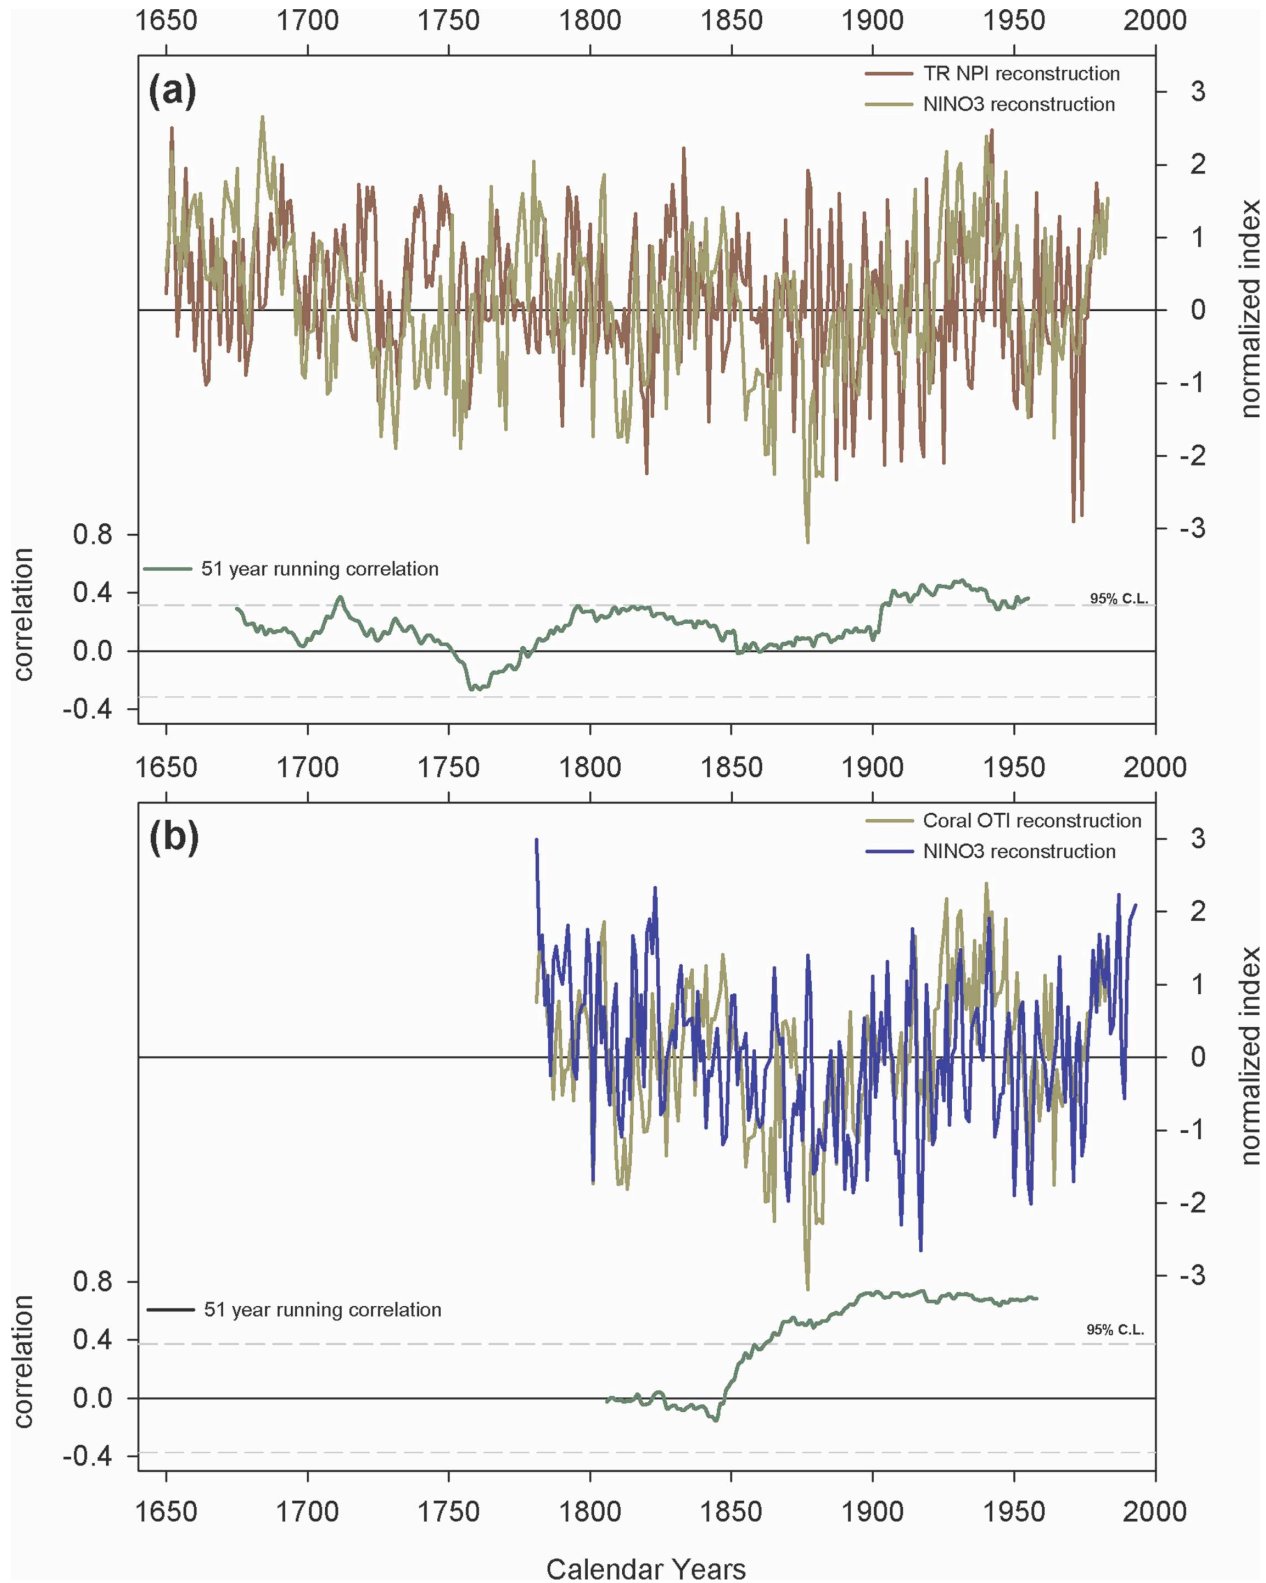 1650 1700 1750 1800 1850 1900 1950 2000
(a)
TR NPI reconstruction
NINO3 reconstruction
3
2
1
0
-1
-2
-3
normalized index
0.8
0.4
0.0
-0.4
correlation
51 year running correlation
95% C.L.
1650 1700 1750 1800 1850 1900 1950 2000
(b)
Coral OTI reconstruction
NINO3 reconstruction
3
2
1
0
-1
-2
-3
normalized index
0.8
0.4
0.0
-0.4
correlation
51 year running correlation
95% C.L.
1650 1700 1750 1800 1850 1900 1950 2000
Calendar Years